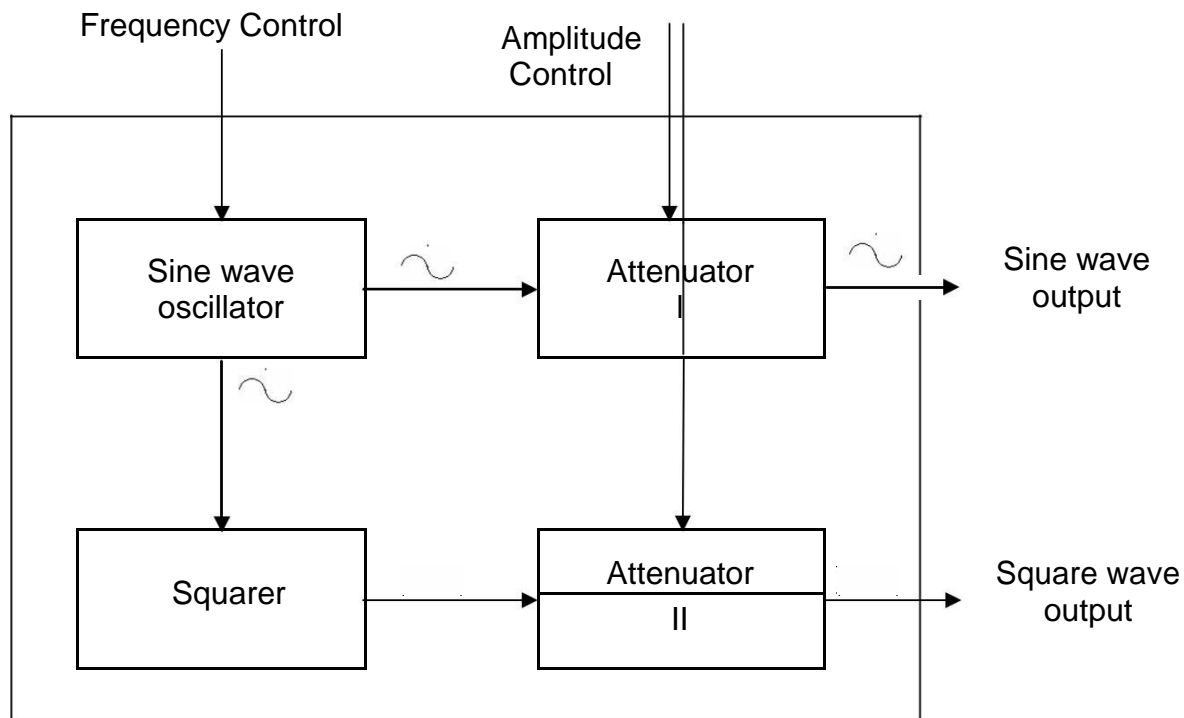 Frequency Control
Amplitude
Control
Sine wave
oscillator
Attenuator
I
Sine wave
output
Squarer
Attenuator
II
Square wave
output